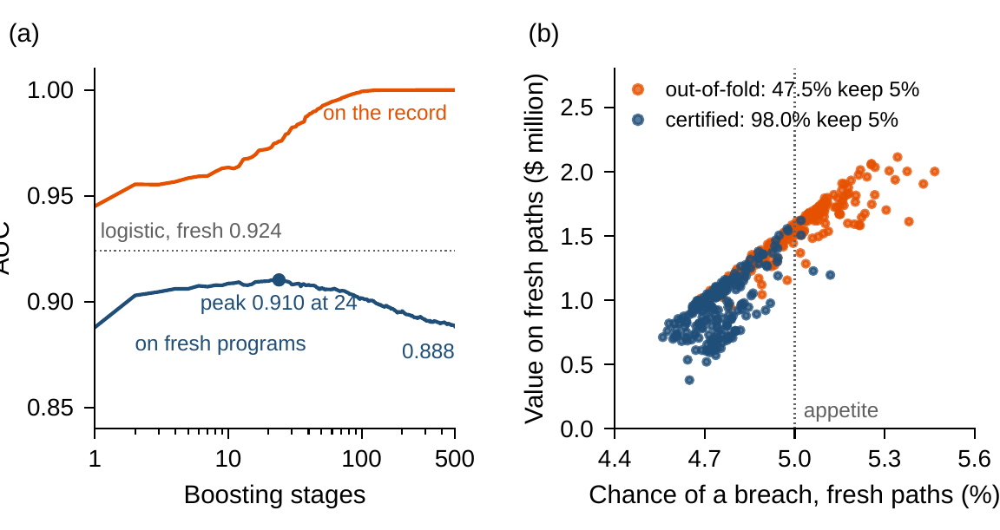 (a)
1.00
0.95
0.90
0.85
AUC
on the record
logistic, fresh 0.924
peak 0.910 at 24
on fresh programs
0.888
1
10
100
500
Boosting stages
(b)
Value on fresh paths ($ million)
2.5
2.0
1.5
1.0
0.5
0.0
out-of-fold: 47.5% keep 5%
certified: 98.0% keep 5%
appetite
4.4
4.7
5.0
5.3
5.6
Chance of a breach, fresh paths (%)